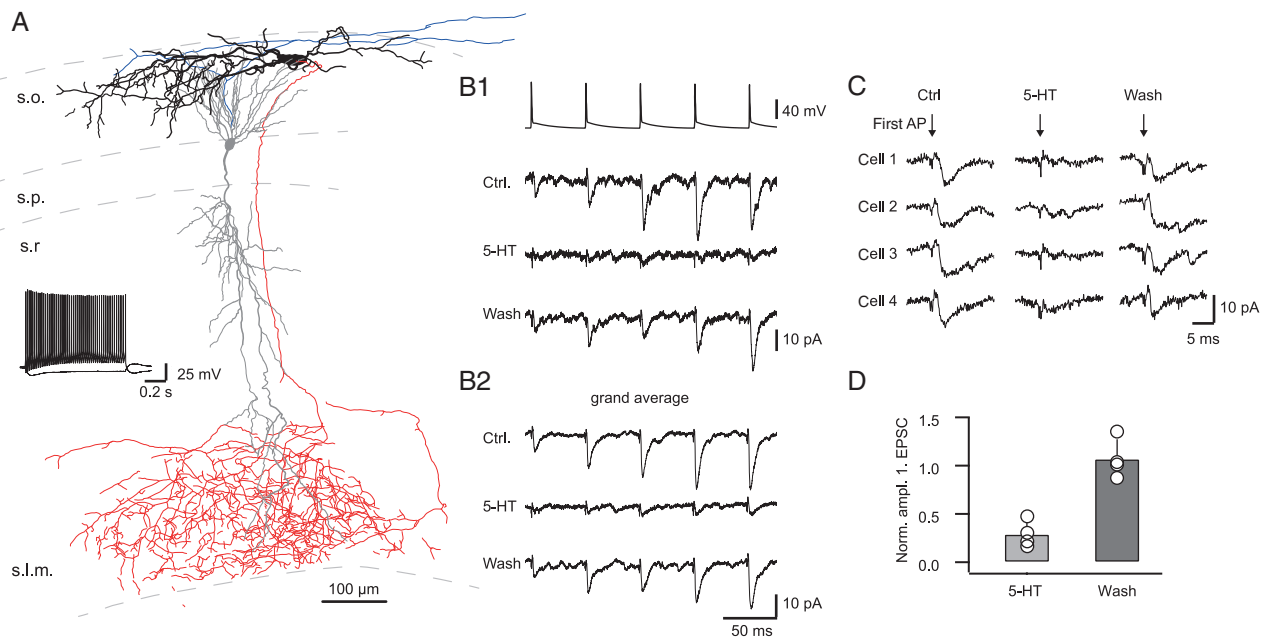 A
s.o.
s.p.
s.r
25 mV
0.2 s
s.l.m.
100 µm
B1
40 mV
Ctrl.
5-HT
Wash
10 pA
B2
grand average
Ctrl.
5-HT
Wash
10 pA
50 ms
C
Ctrl 5-HT Wash
First AP
Cell 1
Cell 2
Cell 3
Cell 4
10 pA
5 ms
D
Norm. ampl. 1. EPSC
1.5
1.0
0.5
0.0
5-HT Wash